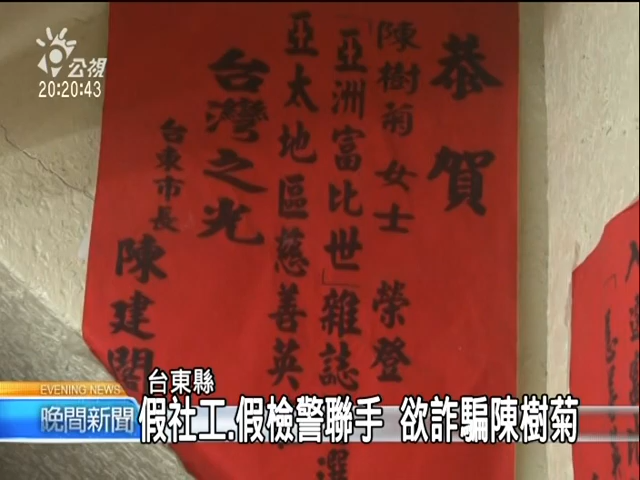 公視
20:20:43
恭賀
陳樹菊女士 榮登
「亞洲富比世」雜誌 選
亞太地區慈善英
台灣之光
台東市長
陳建閣
台東縣
EVENING NEWS
晚間新聞
假社工.假檢警聯手 欲詐騙陳樹菊